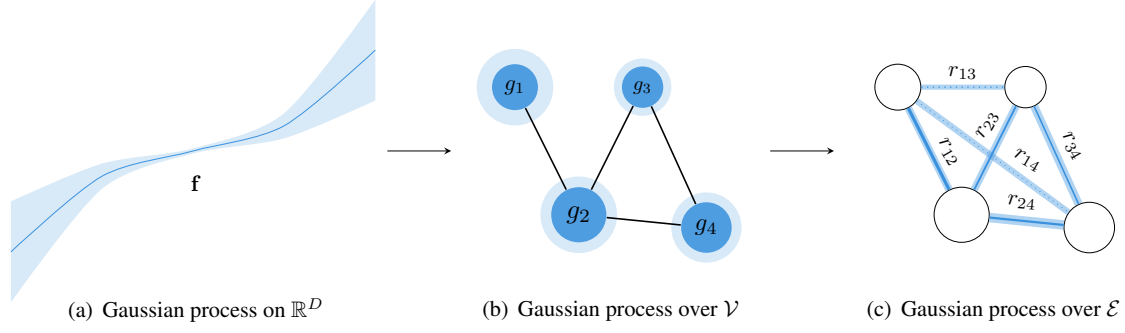 f
(a) Gaussian process on ℝᴰ
g₁
g₃
g₂
g₄
(b) Gaussian process over 𝒱
r₁₃
r₂₃
r₁₂
r₁₄
r₃₄
r₂₄
(c) Gaussian process over ℰ